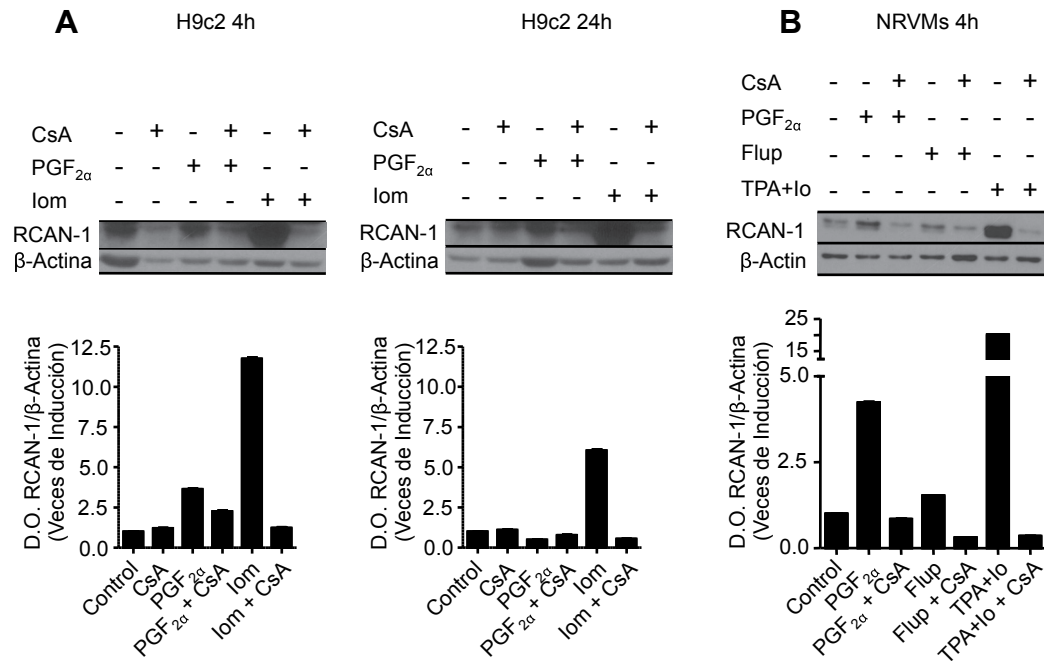 A
H9c2 4h
CsA - + - + - +
PGF2α - - + + - -
Iom - - - - + +
RCAN-1
β-Actina
D.O. RCAN-1/β-Actina
(Veces de Inducción)
12.5
10.0
7.5
5.0
2.5
0.0
Control
CsA
PGF2α
PGF2α + CsA
Iom
Iom + CsA
H9c2 24h
CsA - + - + - +
PGF2α - - + + - -
Iom - - - - + +
RCAN-1
β-Actina
D.O. RCAN-1/β-Actina
(Veces de Inducción)
12.5
10.0
7.5
5.0
2.5
0.0
Control
CsA
PGF2α
PGF2α + CsA
Iom
Iom + CsA
B
NRVMs 4h
CsA - - + - + - +
PGF2α - + + - - - -
Flup - - - + + - -
TPA+Io - - - - - + +
RCAN-1
β-Actin
D.O. RCAN-1/β-Actina
(Veces de Inducción)
25
15
5.0
2.5
0.0
Control
PGF2α
PGF2α + CsA
Flup
Flup + CsA
TPA+Io
TPA+Io + CsA